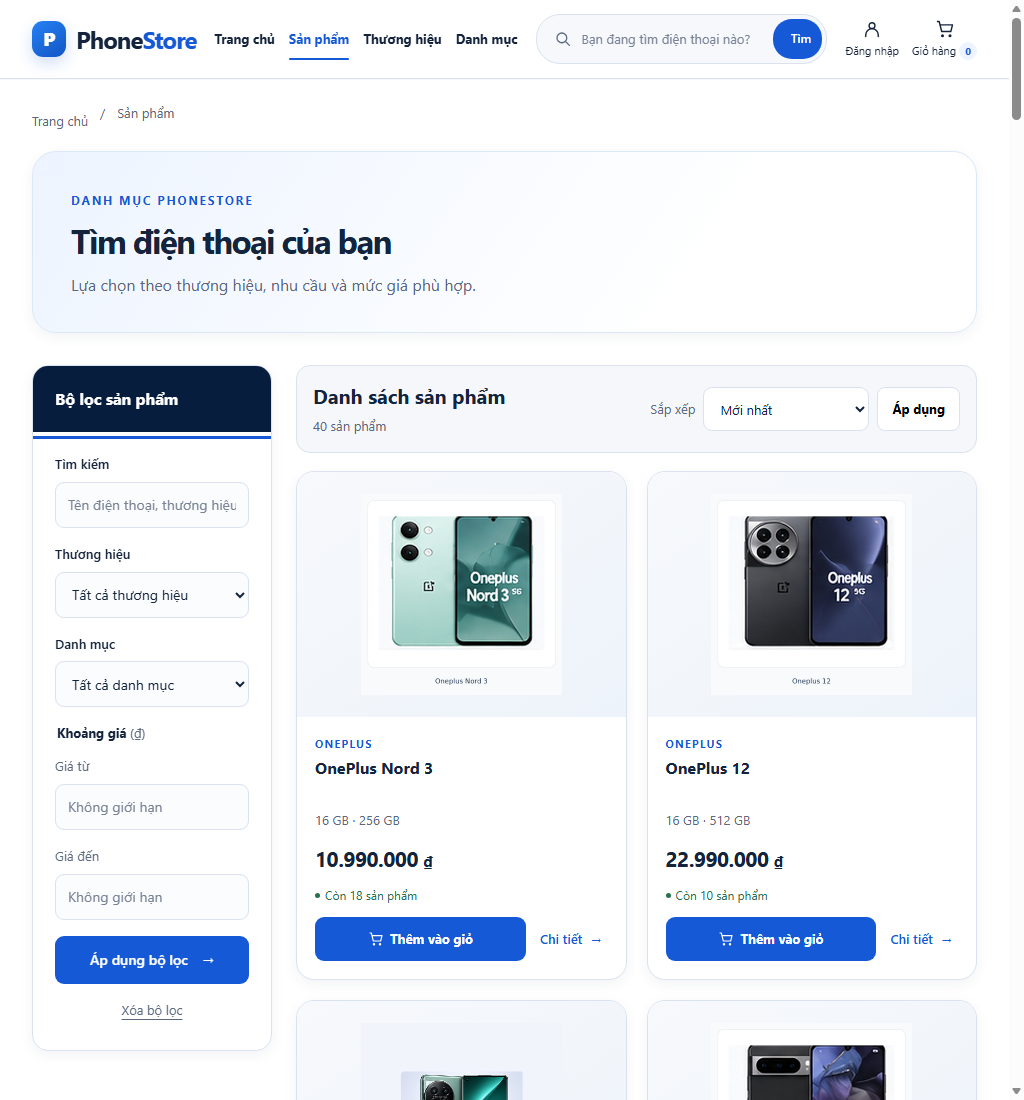 P PhoneStore Trang chủ Sản phẩm Thương hiệu Danh mục Bạn đang tìm điện thoại nào? Tìm Đăng nhập Giỏ hàng 0
Trang chủ / Sản phẩm
DANH MỤC PHONESTORE
Tìm điện thoại của bạn
Lựa chọn theo thương hiệu, nhu cầu và mức giá phù hợp.
Bộ lọc sản phẩm
Tìm kiếm
Tên điện thoại, thương hiệu
Thương hiệu
Tất cả thương hiệu
Danh mục
Tất cả danh mục
Khoảng giá (₫)
Giá từ
Không giới hạn
Giá đến
Không giới hạn
Áp dụng bộ lọc →
Xóa bộ lọc
Danh sách sản phẩm
40 sản phẩm
Sắp xếp Mới nhất Áp dụng
Oneplus
Nord 3 5G
Oneplus Nord 3
ONEPLUS
OnePlus Nord 3
16 GB · 256 GB
10.990.000 ₫
Còn 18 sản phẩm
Thêm vào giỏ Chi tiết →
Oneplus
12 5G
Oneplus 12
ONEPLUS
OnePlus 12
16 GB · 512 GB
22.990.000 ₫
Còn 10 sản phẩm
Thêm vào giỏ Chi tiết →